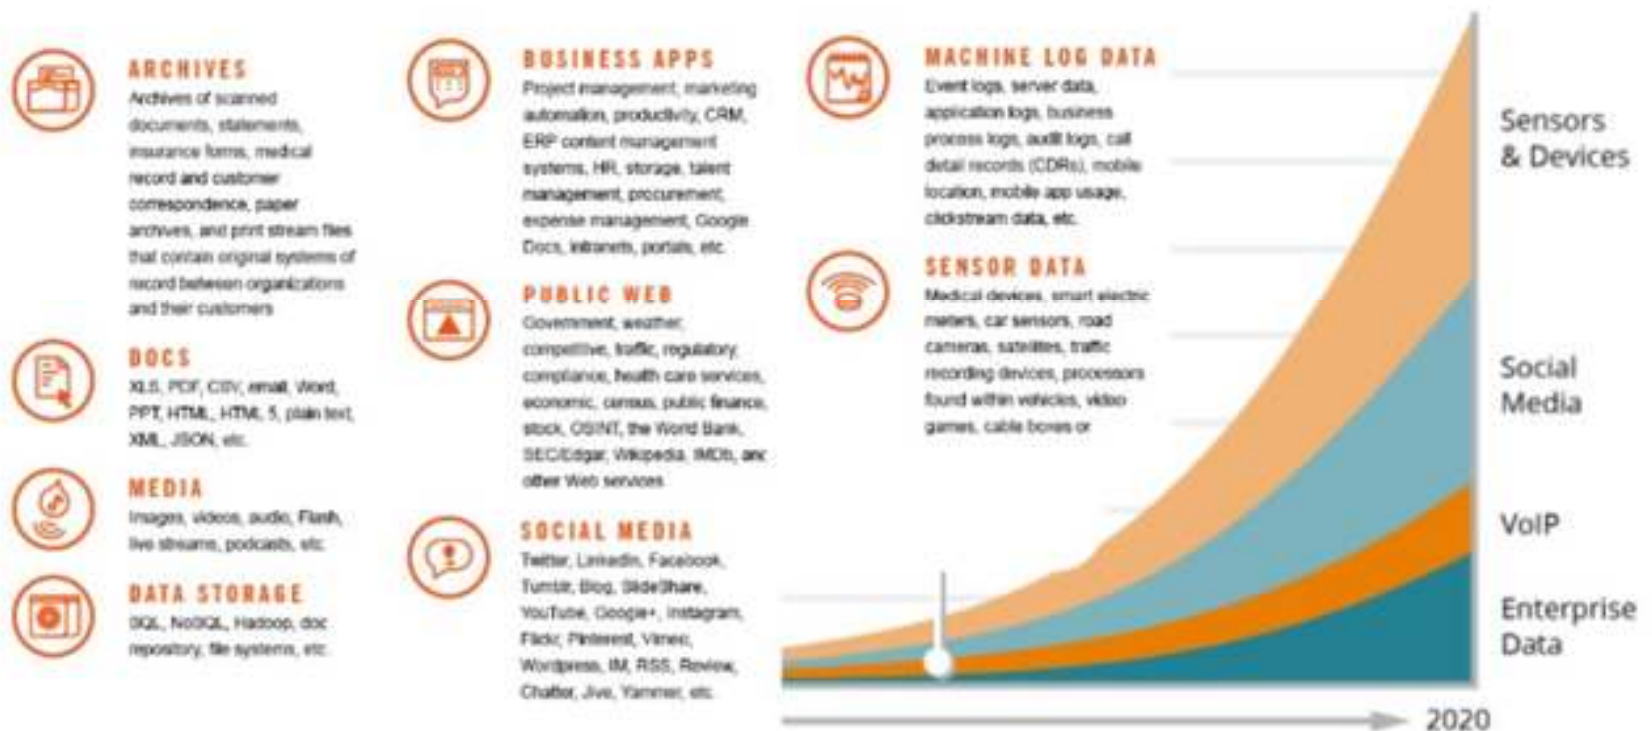 ARCHIVES
Archives of scanned
documents, statements,
insurance forms, medical
record and customer
correspondence, paper
archives, and print stream files
that contain original systems of
record between organizations
and their customers
DOCS
XLS, PDF, CSV, email, Word,
PPT, HTML, HTML 5, plain text,
XML, JSON, etc.
MEDIA
Images, videos, audio, Flash,
live streams, podcasts, etc.
DATA STORAGE
SQL, NoSQL, Hadoop, doc
repository, file systems, etc.
BUSINESS APPS
Project management, marketing
automation, productivity, CRM,
ERP content management
systems, HR, storage, talent
management, procurement,
expense management, Google
Docs, intranets, portals, etc.
PUBLIC WEB
Government, weather,
competitive, traffic, regulatory,
compliance, health care services,
economic, census, public finance,
stock, OSINT, the World Bank,
SEC/Edgar, Wikipedia, IMDb, and
other Web services
SOCIAL MEDIA
Twitter, LinkedIn, Facebook,
Tumblr, Blog, SlideShare,
YouTube, Google+, Instagram,
Flickr, Pinterest, Vimeo,
Wordpress, IM, RSS, Review,
Chatter, Jive, Yammer, etc.
MACHINE LOG DATA
Event logs, server data,
application logs, business
process logs, audit logs, call
detail records (CDRs), mobile
location, mobile app usage,
clickstream data, etc.
SENSOR DATA
Medical devices, smart electric
meters, car sensors, road
cameras, satellites, traffic
recording devices, processors
found within vehicles, video
games, cable boxes or
Sensors
& Devices
Social
Media
VoIP
Enterprise
Data
2020